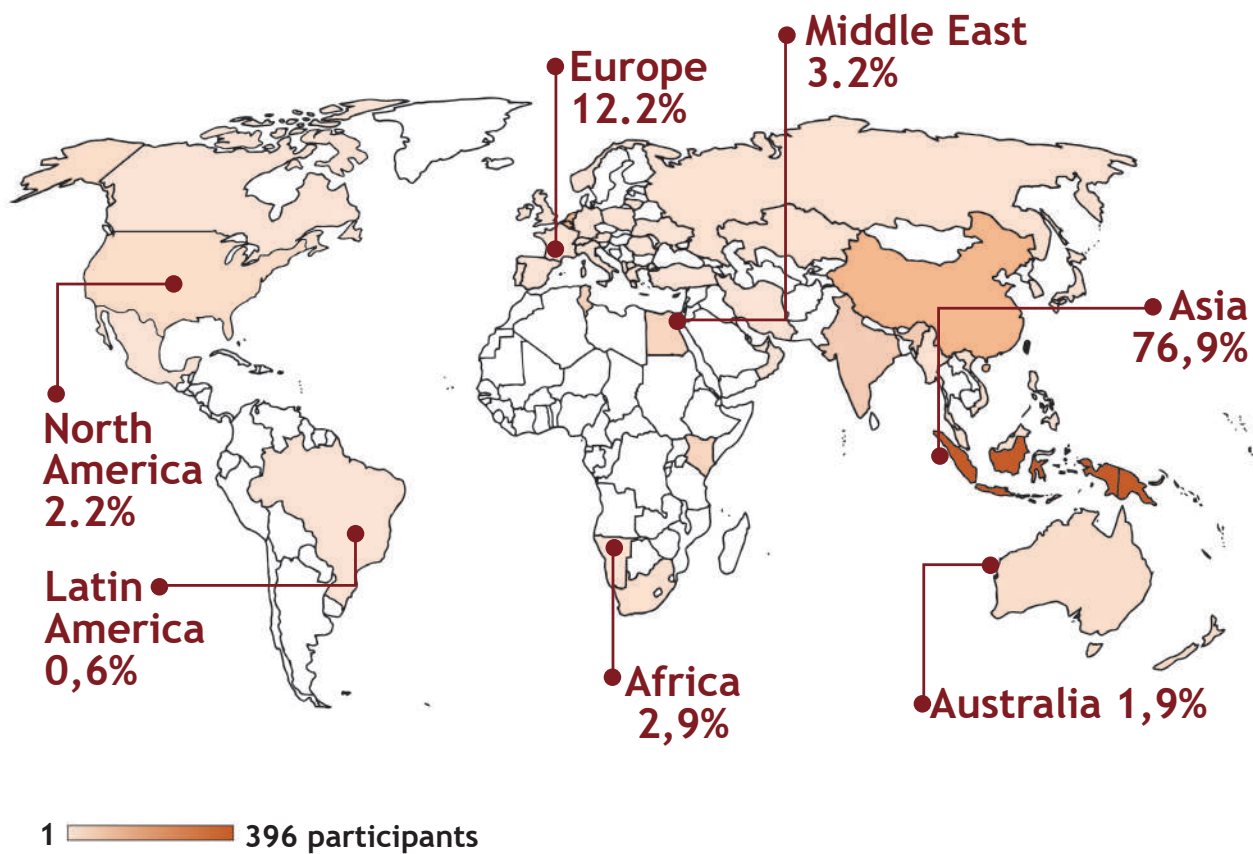 Middle East
3.2%
Europe
12.2%
Asia
76,9%
North
America
2.2%
Latin
America
0,6%
Africa
2,9%
Australia 1,9%
1 396 participants